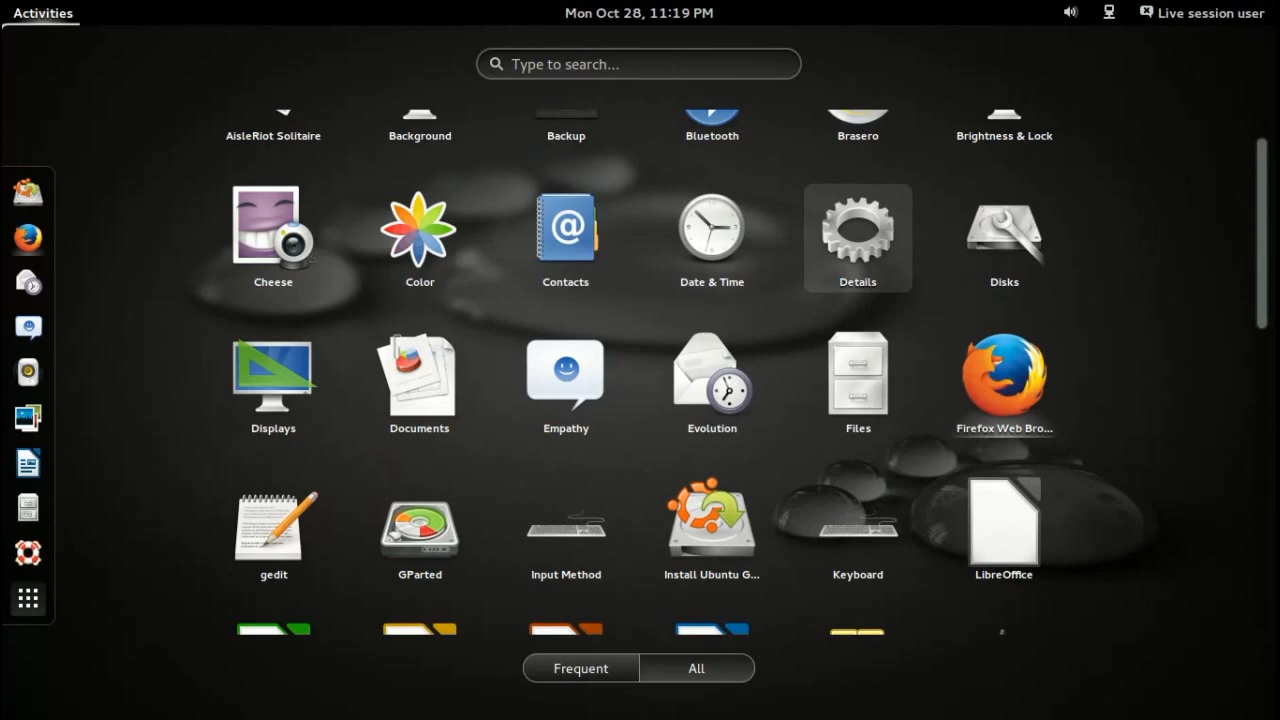 Activities
Mon Oct 28, 11:19 PM
Live session user
Type to search...
AisleRiot Solitaire
Background
Backup
Bluetooth
Brasero
Brightness & Lock
Cheese
Color
Contacts
Date & Time
Details
Disks
Displays
Documents
Empathy
Evolution
Files
Firefox Web Bro...
gedit
GParted
Input Method
Install Ubuntu G...
Keyboard
LibreOffice
Frequent
All